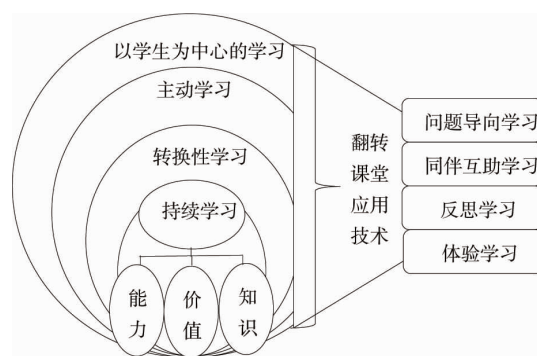 以学生为中心的学习
主动学习
转换性学习
持续学习
能力
价值
知识
翻转
课堂
应用
技术
问题导向学习
同伴互助学习
反思学习
体验学习